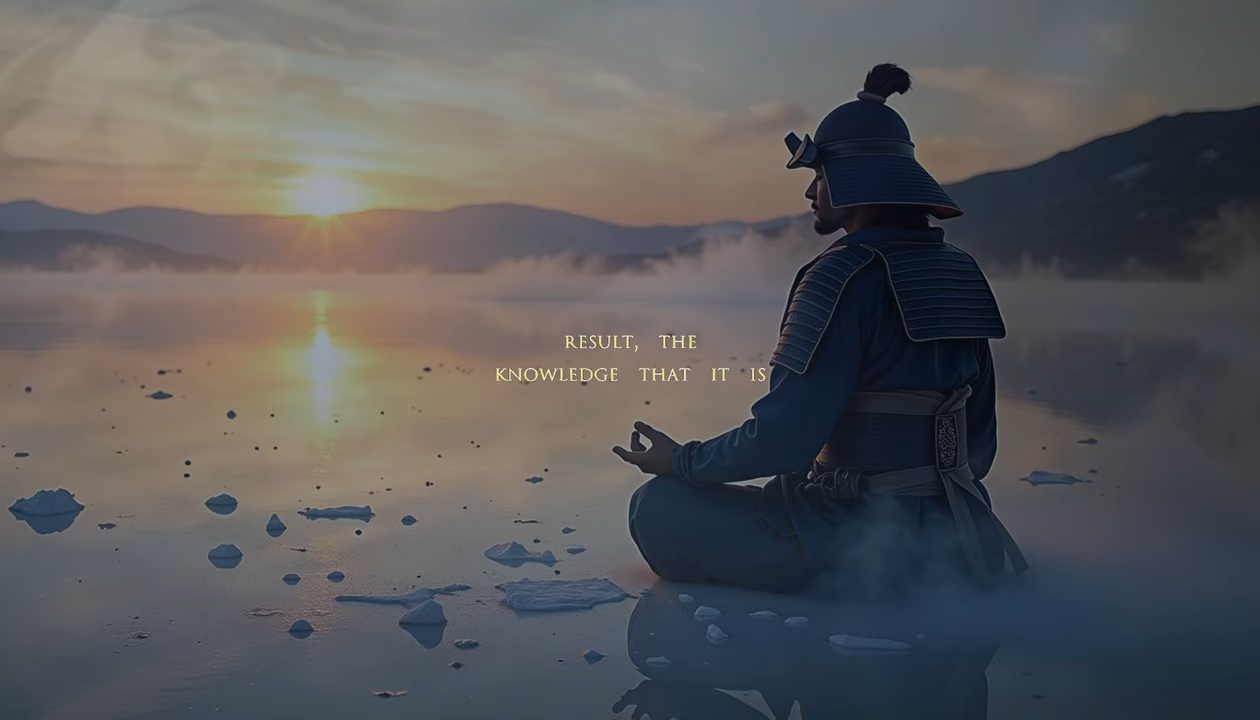 RESULT, THE
KNOWLEDGE THAT IT IS